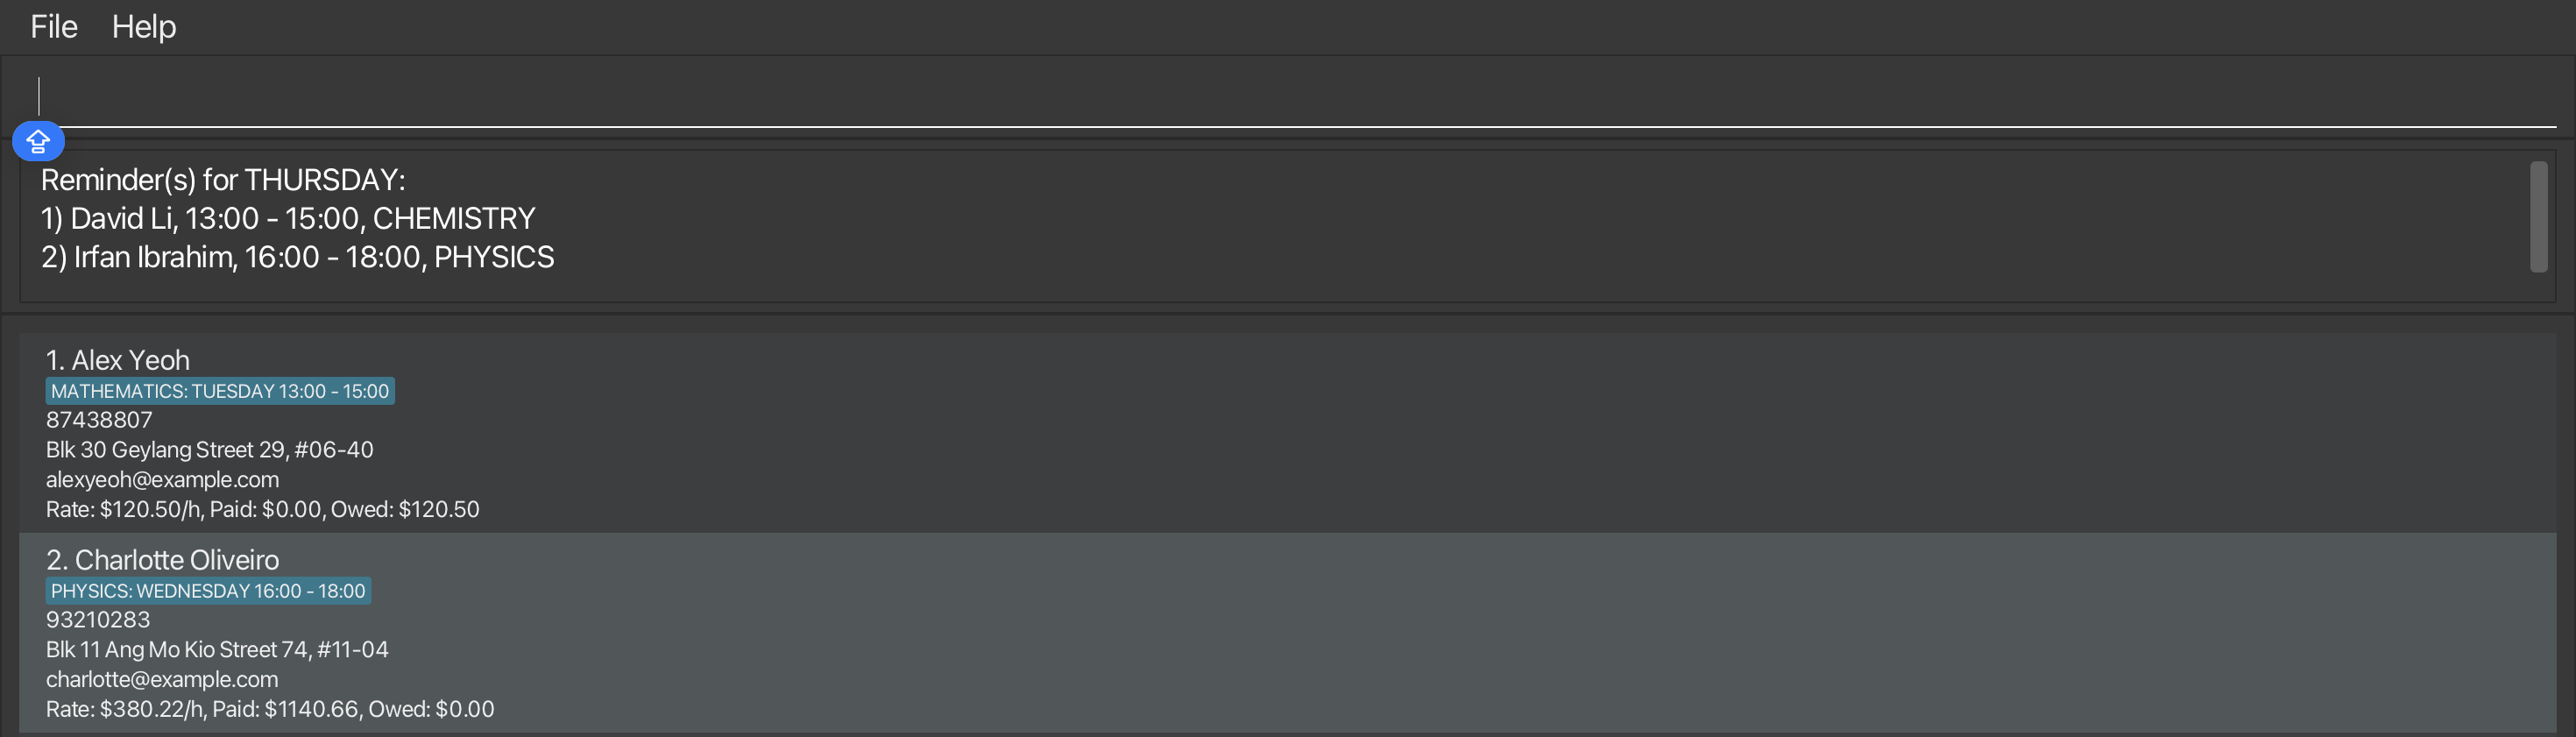 File Help
Reminder(s) for THURSDAY:
1) David Li, 13:00 - 15:00, CHEMISTRY
2) Irfan Ibrahim, 16:00 - 18:00, PHYSICS
1. Alex Yeoh
MATHEMATICS: TUESDAY 13:00 - 15:00
87438807
Blk 30 Geylang Street 29, #06-40
alexyeoh@example.com
Rate: $120.50/h, Paid: $0.00, Owed: $120.50
2. Charlotte Oliveiro
PHYSICS: WEDNESDAY 16:00 - 18:00
93210283
Blk 11 Ang Mo Kio Street 74, #11-04
charlotte@example.com
Rate: $380.22/h, Paid: $1140.66, Owed: $0.00